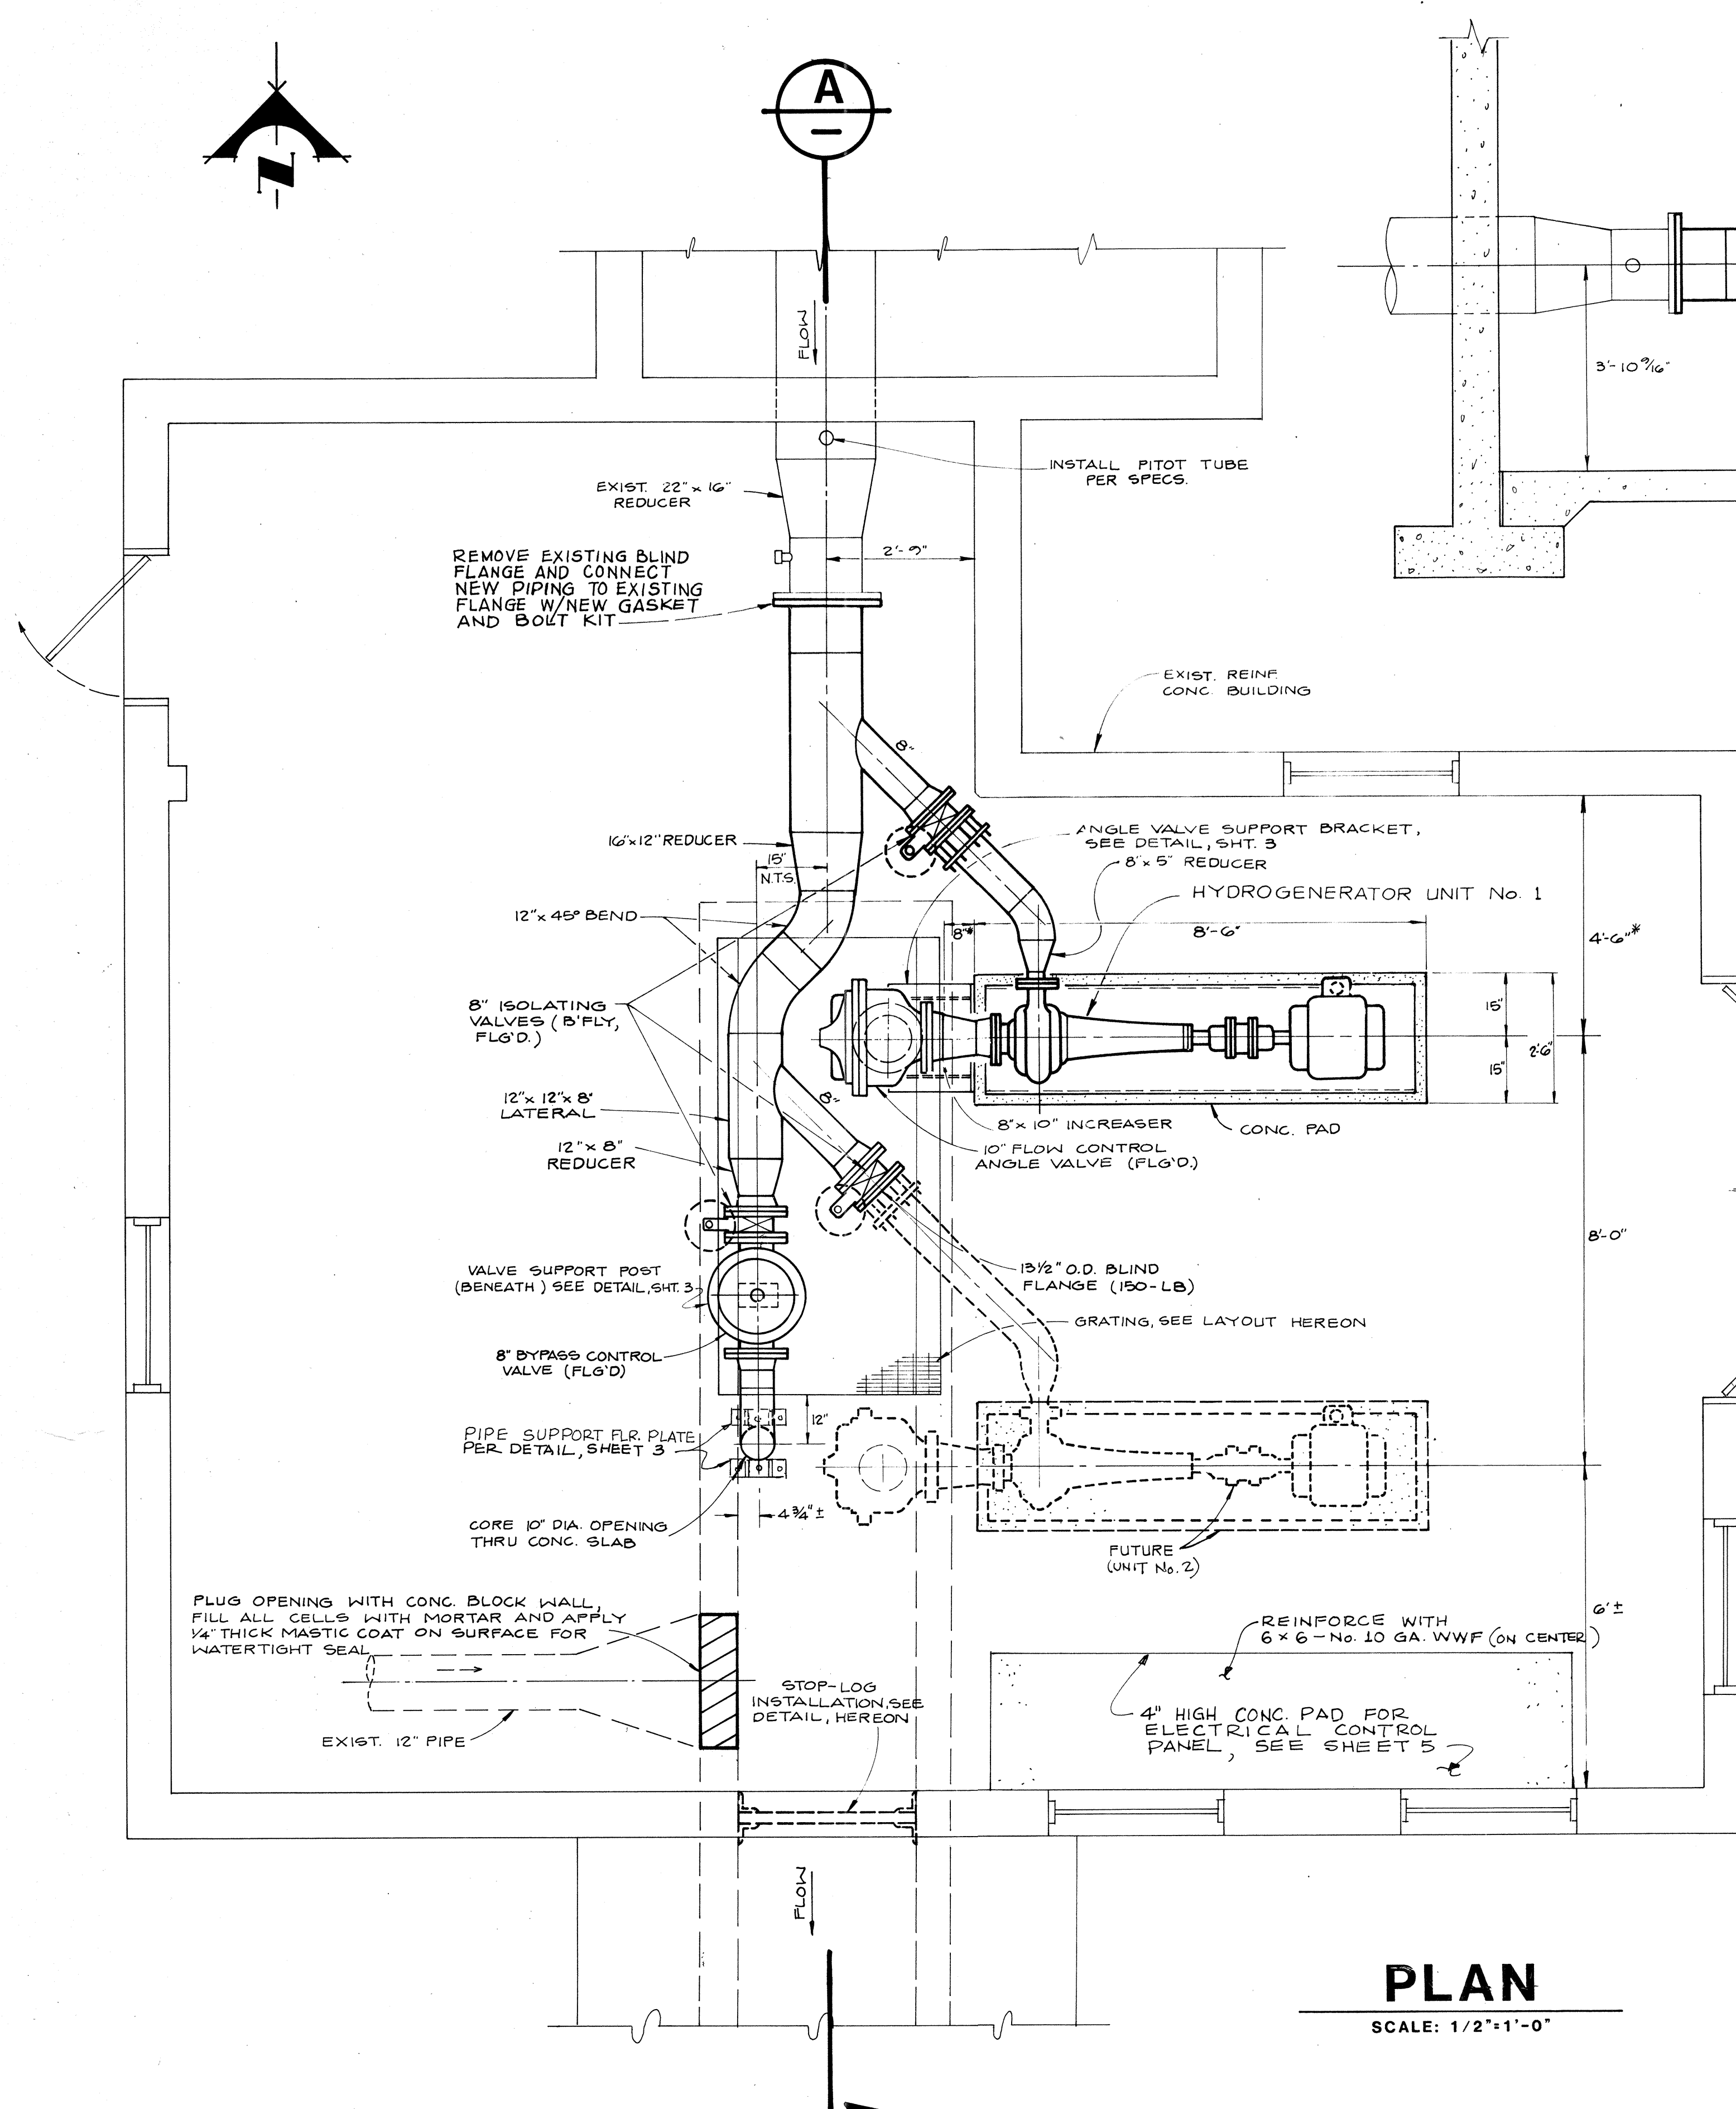 A
N
FLOW
3'-10 9/16"
INSTALL PITOT TUBE
PER SPECS.
EXIST. 22" x 16"
REDUCER
2'-9"
REMOVE EXISTING BLIND
FLANGE AND CONNECT
NEW PIPING TO EXISTING
FLANGE W/NEW GASKET
AND BOLT KIT
EXIST. REINF.
CONC. BUILDING
8"
16"x12" REDUCER
15"
N.T.S.
ANGLE VALVE SUPPORT BRACKET,
SEE DETAIL, SHT. 3
8"x 5" REDUCER
HYDROGENERATOR UNIT No. 1
12"x 45° BEND
8"*
8'-6"
4'-6"*
8" ISOLATING
VALVES (B'FLY,
FLG'D.)
15"
2'6"
15"
12"x 12"x 8"
LATERAL
8"
8"x 10" INCREASER
CONC. PAD
10" FLOW CONTROL
ANGLE VALVE (FLG'D.)
12" x 8"
REDUCER
8'-0"
VALVE SUPPORT POST
(BENEATH) SEE DETAIL, SHT. 3
13 1/2" O.D. BLIND
FLANGE (150-LB)
GRATING, SEE LAYOUT HEREON
8" BYPASS CONTROL
VALVE (FLG'D)
12"
PIPE SUPPORT FLR. PLATE
PER DETAIL, SHEET 3
4 3/4" ±
CORE 10" DIA. OPENING
THRU CONC. SLAB
FUTURE
(UNIT No. 2)
PLUG OPENING WITH CONC. BLOCK WALL,
FILL ALL CELLS WITH MORTAR AND APPLY
1/4" THICK MASTIC COAT ON SURFACE FOR
WATERTIGHT SEAL
6' ±
REINFORCE WITH
6 x 6 - No. 10 GA. WWF (ON CENTER)
STOP-LOG
INSTALLATION, SEE
DETAIL, HEREON
4" HIGH CONC. PAD FOR
ELECTRICAL CONTROL
PANEL, SEE SHEET 5
EXIST. 12" PIPE
FLOW
PLAN
SCALE: 1/2"=1'-0"